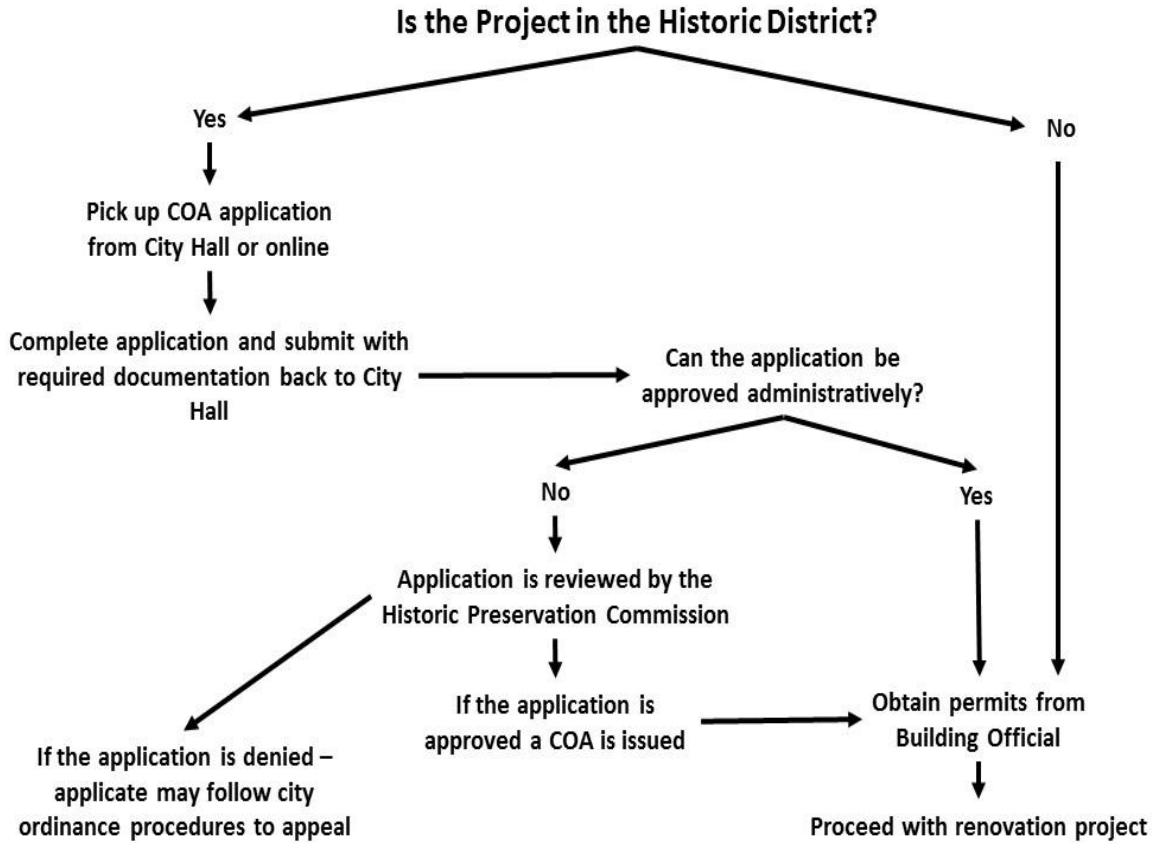 Is the Project in the Historic District?
Yes
No
Pick up COA application
from City Hall or online
Complete application and submit with
required documentation back to City
Hall
Can the application be
approved administratively?
No
Yes
Application is reviewed by the
Historic Preservation Commission
If the application is
approved a COA is issued
Obtain permits from
Building Official
If the application is denied –
applicate may follow city
ordinance procedures to appeal
Proceed with renovation project